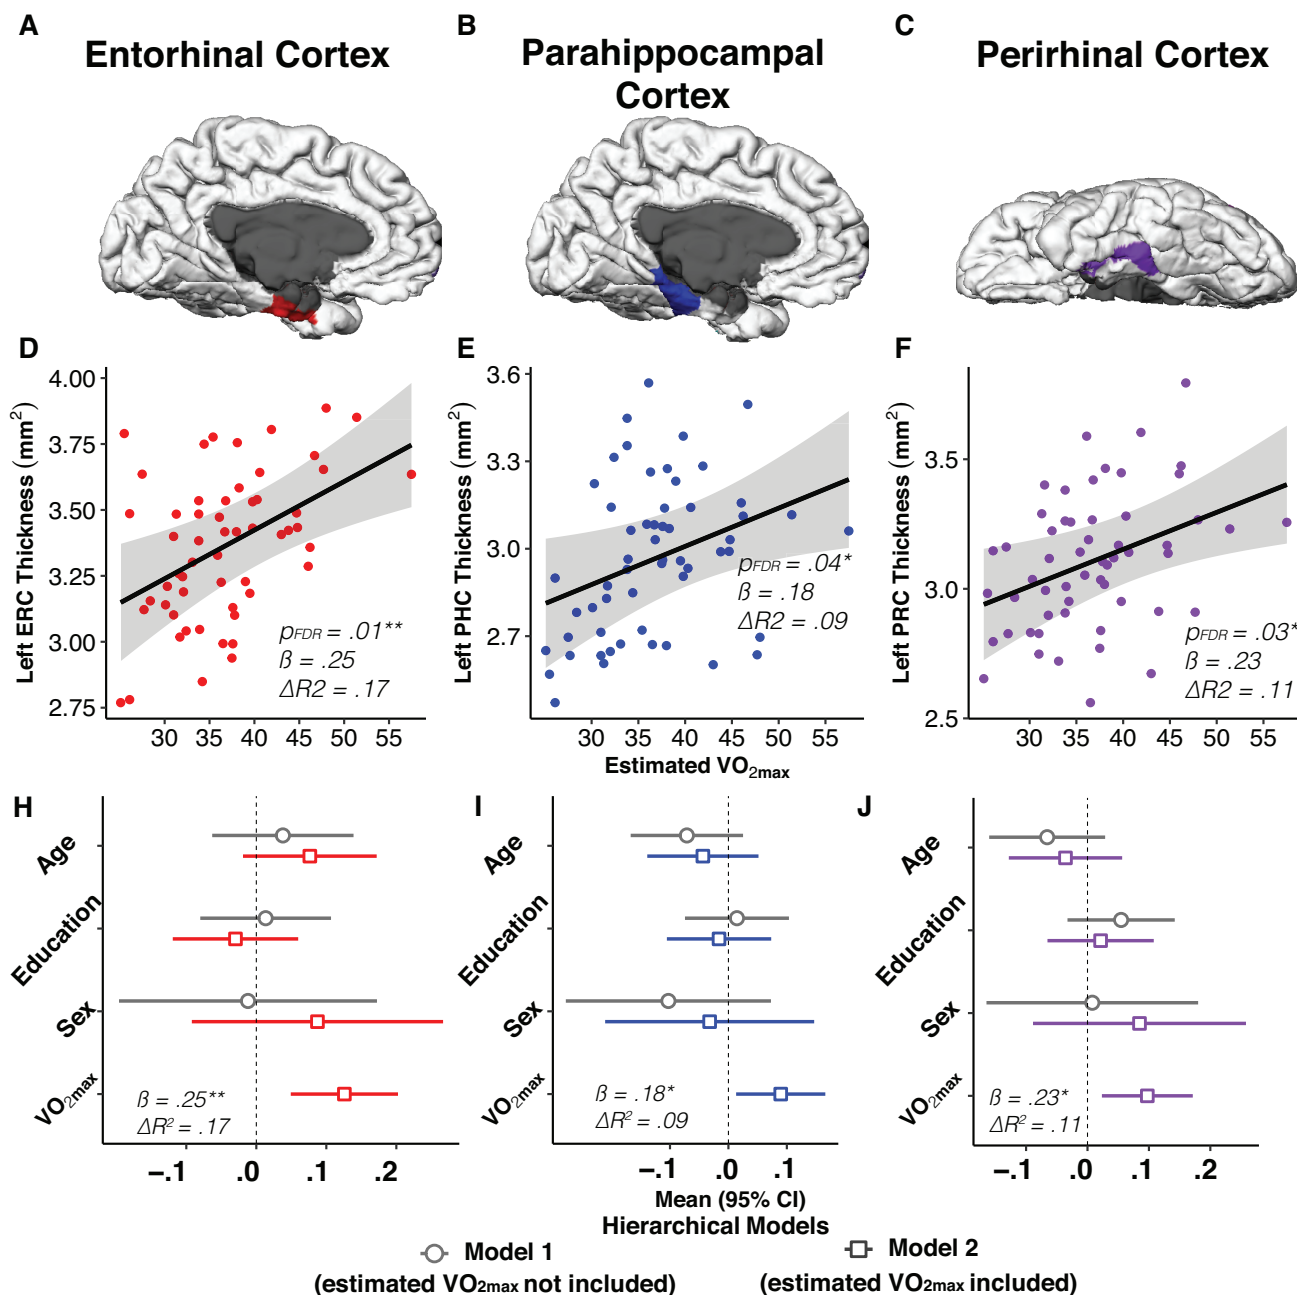 A
B
C
Entorhinal Cortex
Parahippocampal
Cortex
Perirhinal Cortex
D
E
F
Left ERC Thickness (mm²)
4.00
3.75
3.50
3.25
3.00
2.75
pFDR = .01**
ß = .25
ΔR2 = .17
30 35 40 45 50 55
Left PHC Thickness (mm²)
3.6
3.3
3.0
2.7
pFDR = .04*
ß = .18
ΔR2 = .09
30 35 40 45 50 55
Estimated VO₂max
Left PRC Thickness (mm²)
3.5
3.0
2.5
pFDR = .03*
ß = .23
ΔR2 = .11
30 35 40 45 50 55
H
I
J
Age
Education
Sex
VO₂max
ß = .25**
ΔR² = .17
−.1 .0 .1 .2
Age
Education
Sex
VO₂max
ß = .18*
ΔR² = .09
−.1 .0 .1
Age
Education
Sex
VO₂max
ß = .23*
ΔR² = .11
−.1 .0 .1 .2
Mean (95% CI)
Hierarchical Models
Model 1
(estimated VO₂max not included)
Model 2
(estimated VO₂max included)